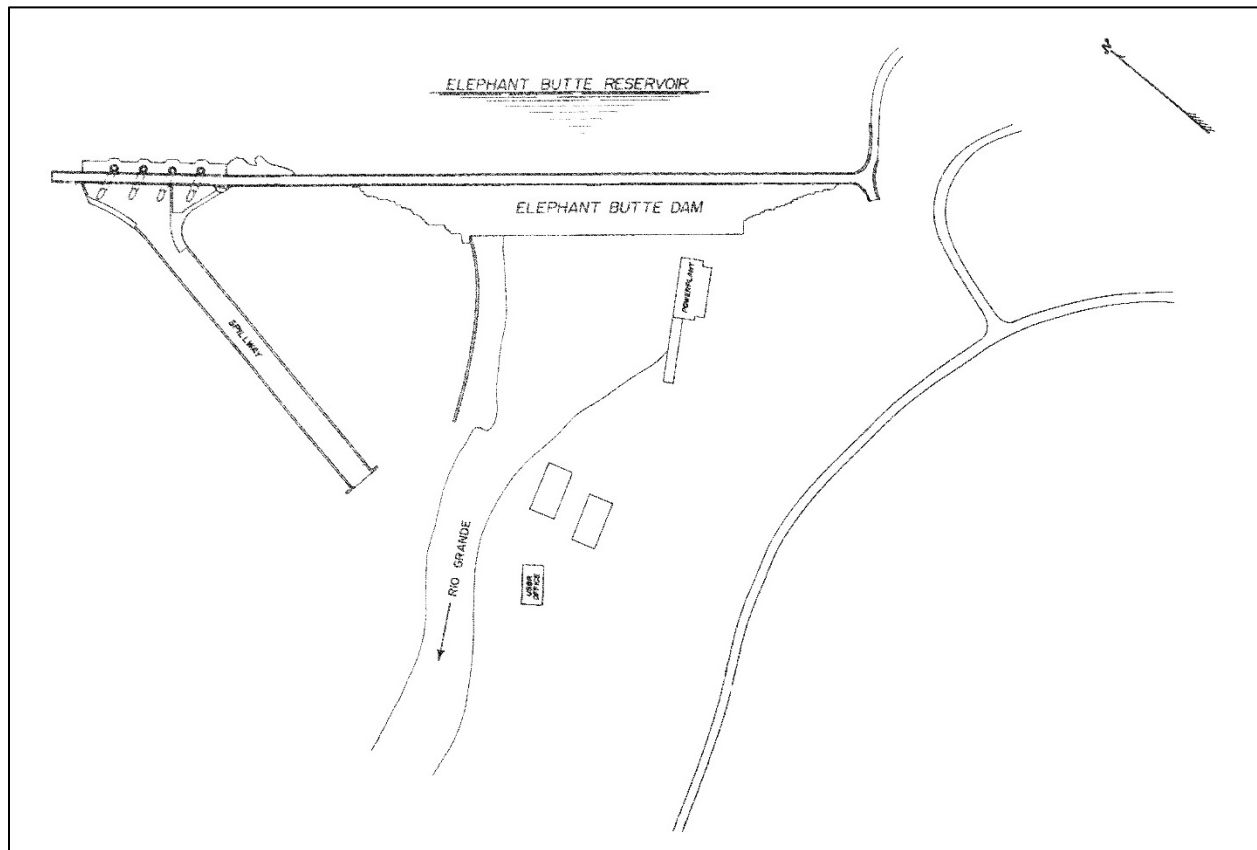 N
ELEPHANT BUTTE RESERVOIR
ELEPHANT BUTTE DAM
POWERPLANT
SPILLWAY
RIO GRANDE
USBR
OFFICE